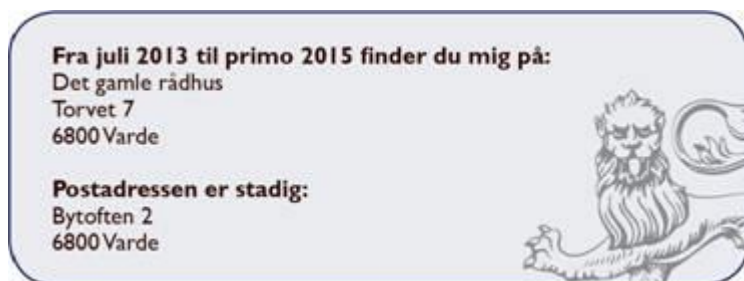 Fra juli 2013 til primo 2015 finder du mig på:
Det gamle rådhus
Torvet 7
6800 Varde
Postadressen er stadig:
Bytoften 2
6800 Varde